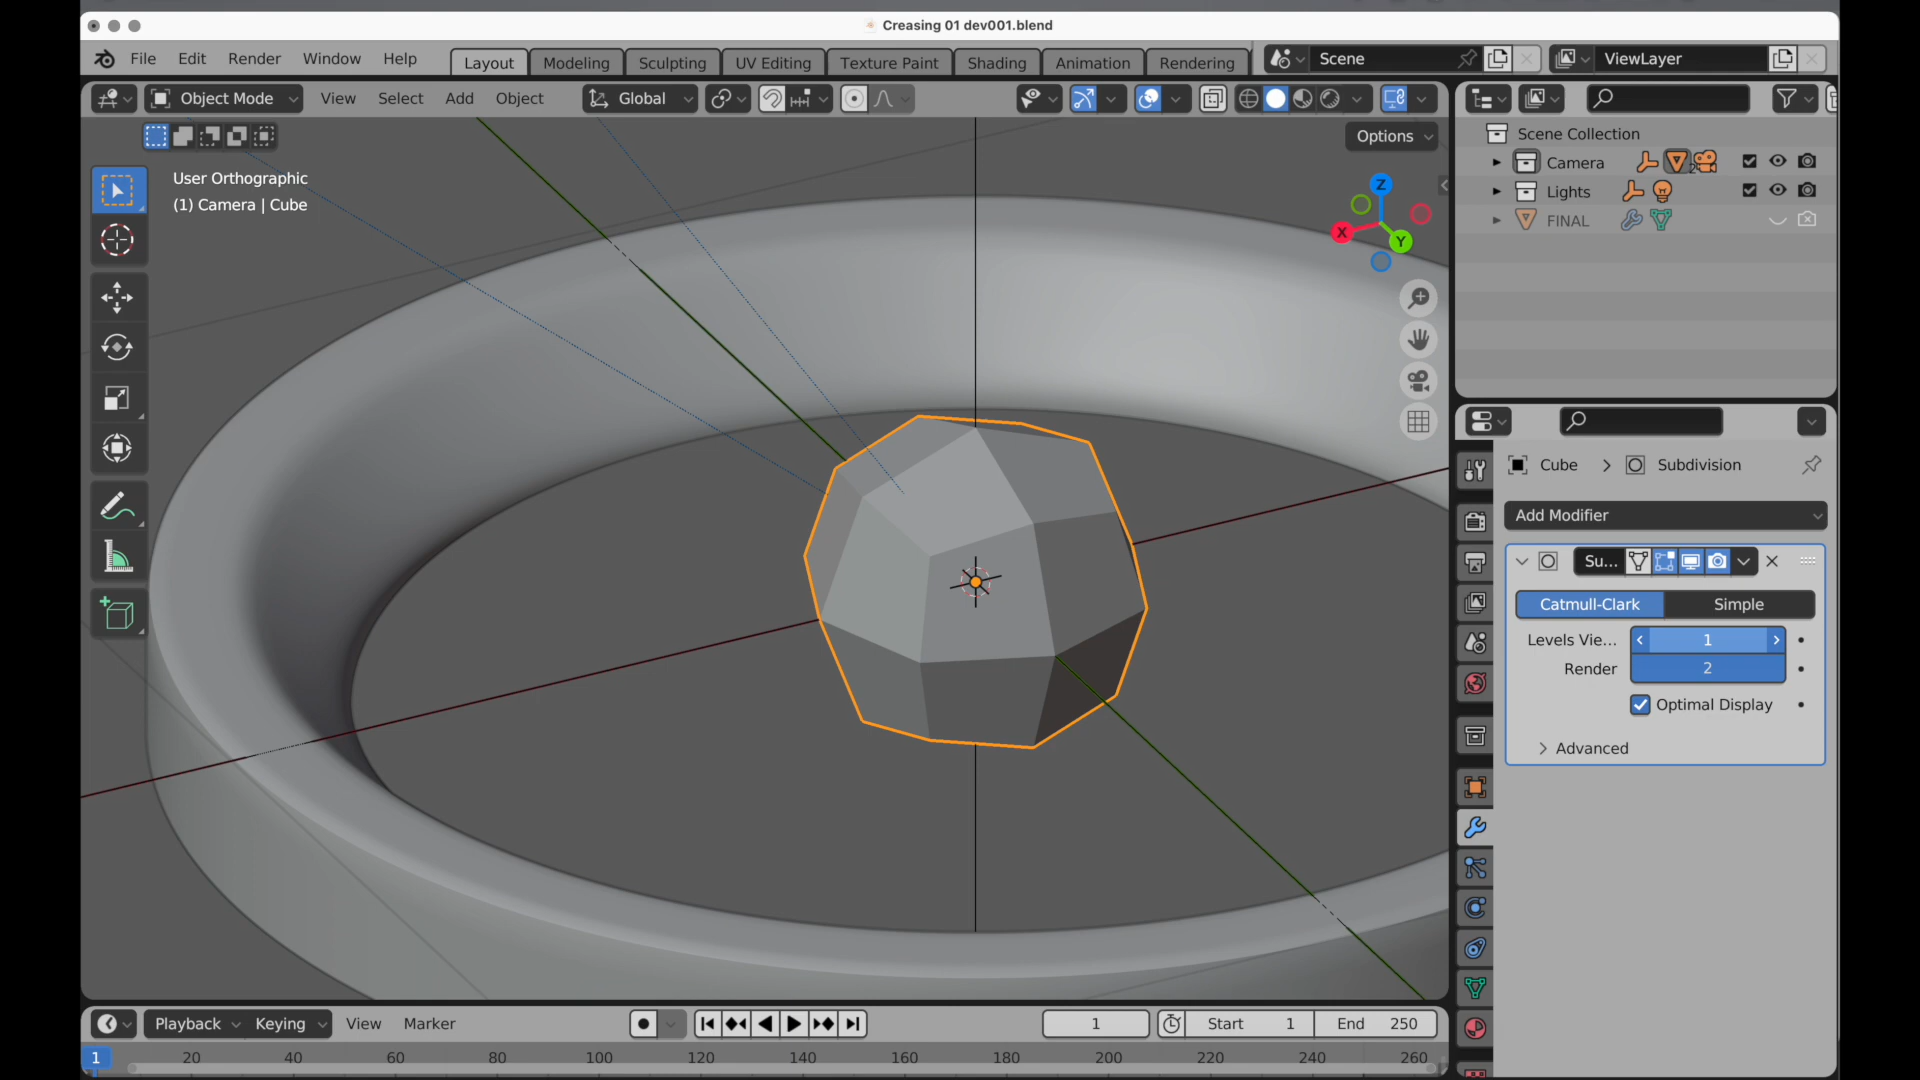 Creasing 01 dev001.blend
File Edit Render Window Help Layout Modeling Sculpting UV Editing Texture Paint Shading Animation Rendering Scene ViewLayer
Object Mode View Select Add Object Global
Options
User Orthographic
(1) Camera | Cube
Z
X
Y
Scene Collection
Camera 2
Lights
FINAL
Cube > Subdivision
Add Modifier
Su...
Catmull-Clark Simple
Levels Vie... 1
Render 2
Optimal Display
Advanced
Playback Keying View Marker 1 Start 1 End 250
1 20 40 60 80 100 120 140 160 180 200 220 240 260